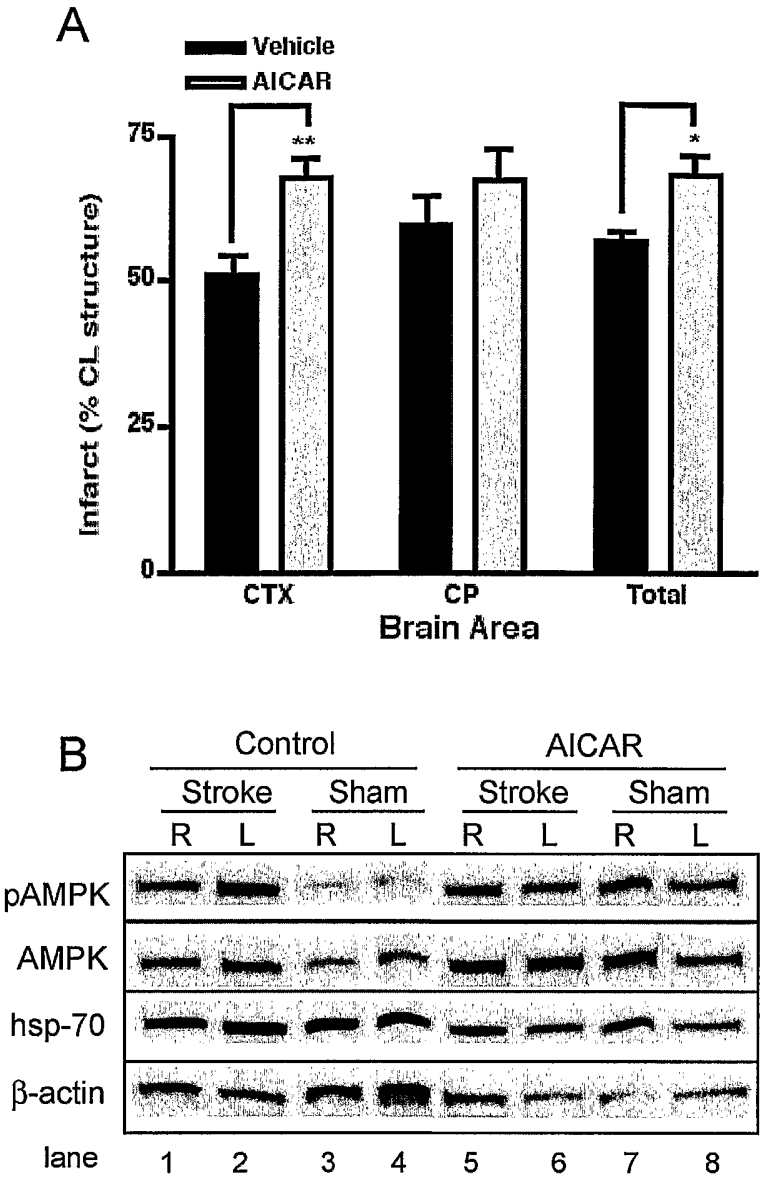 A
Vehicle
AICAR
Infarct (% CL structure)
75
50
25
0
**
*
CTX CP Total
Brain Area
B
Control AICAR
Stroke Sham Stroke Sham
R L R L R L R L
pAMPK
AMPK
hsp-70
β-actin
lane 1 2 3 4 5 6 7 8